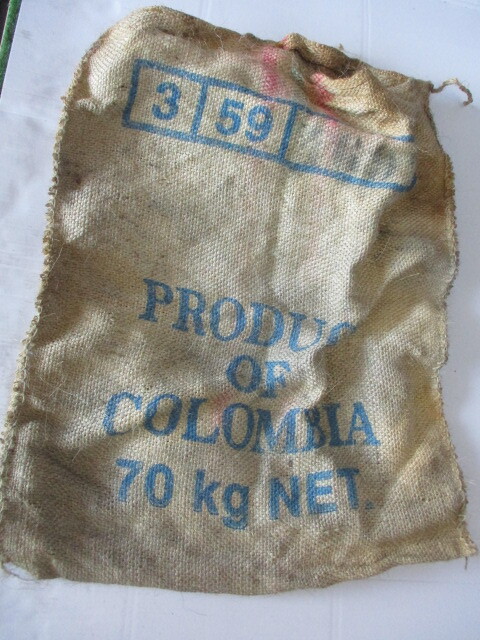 3 59
PRODUC
OF
COLOMBIA
70 kg NET.